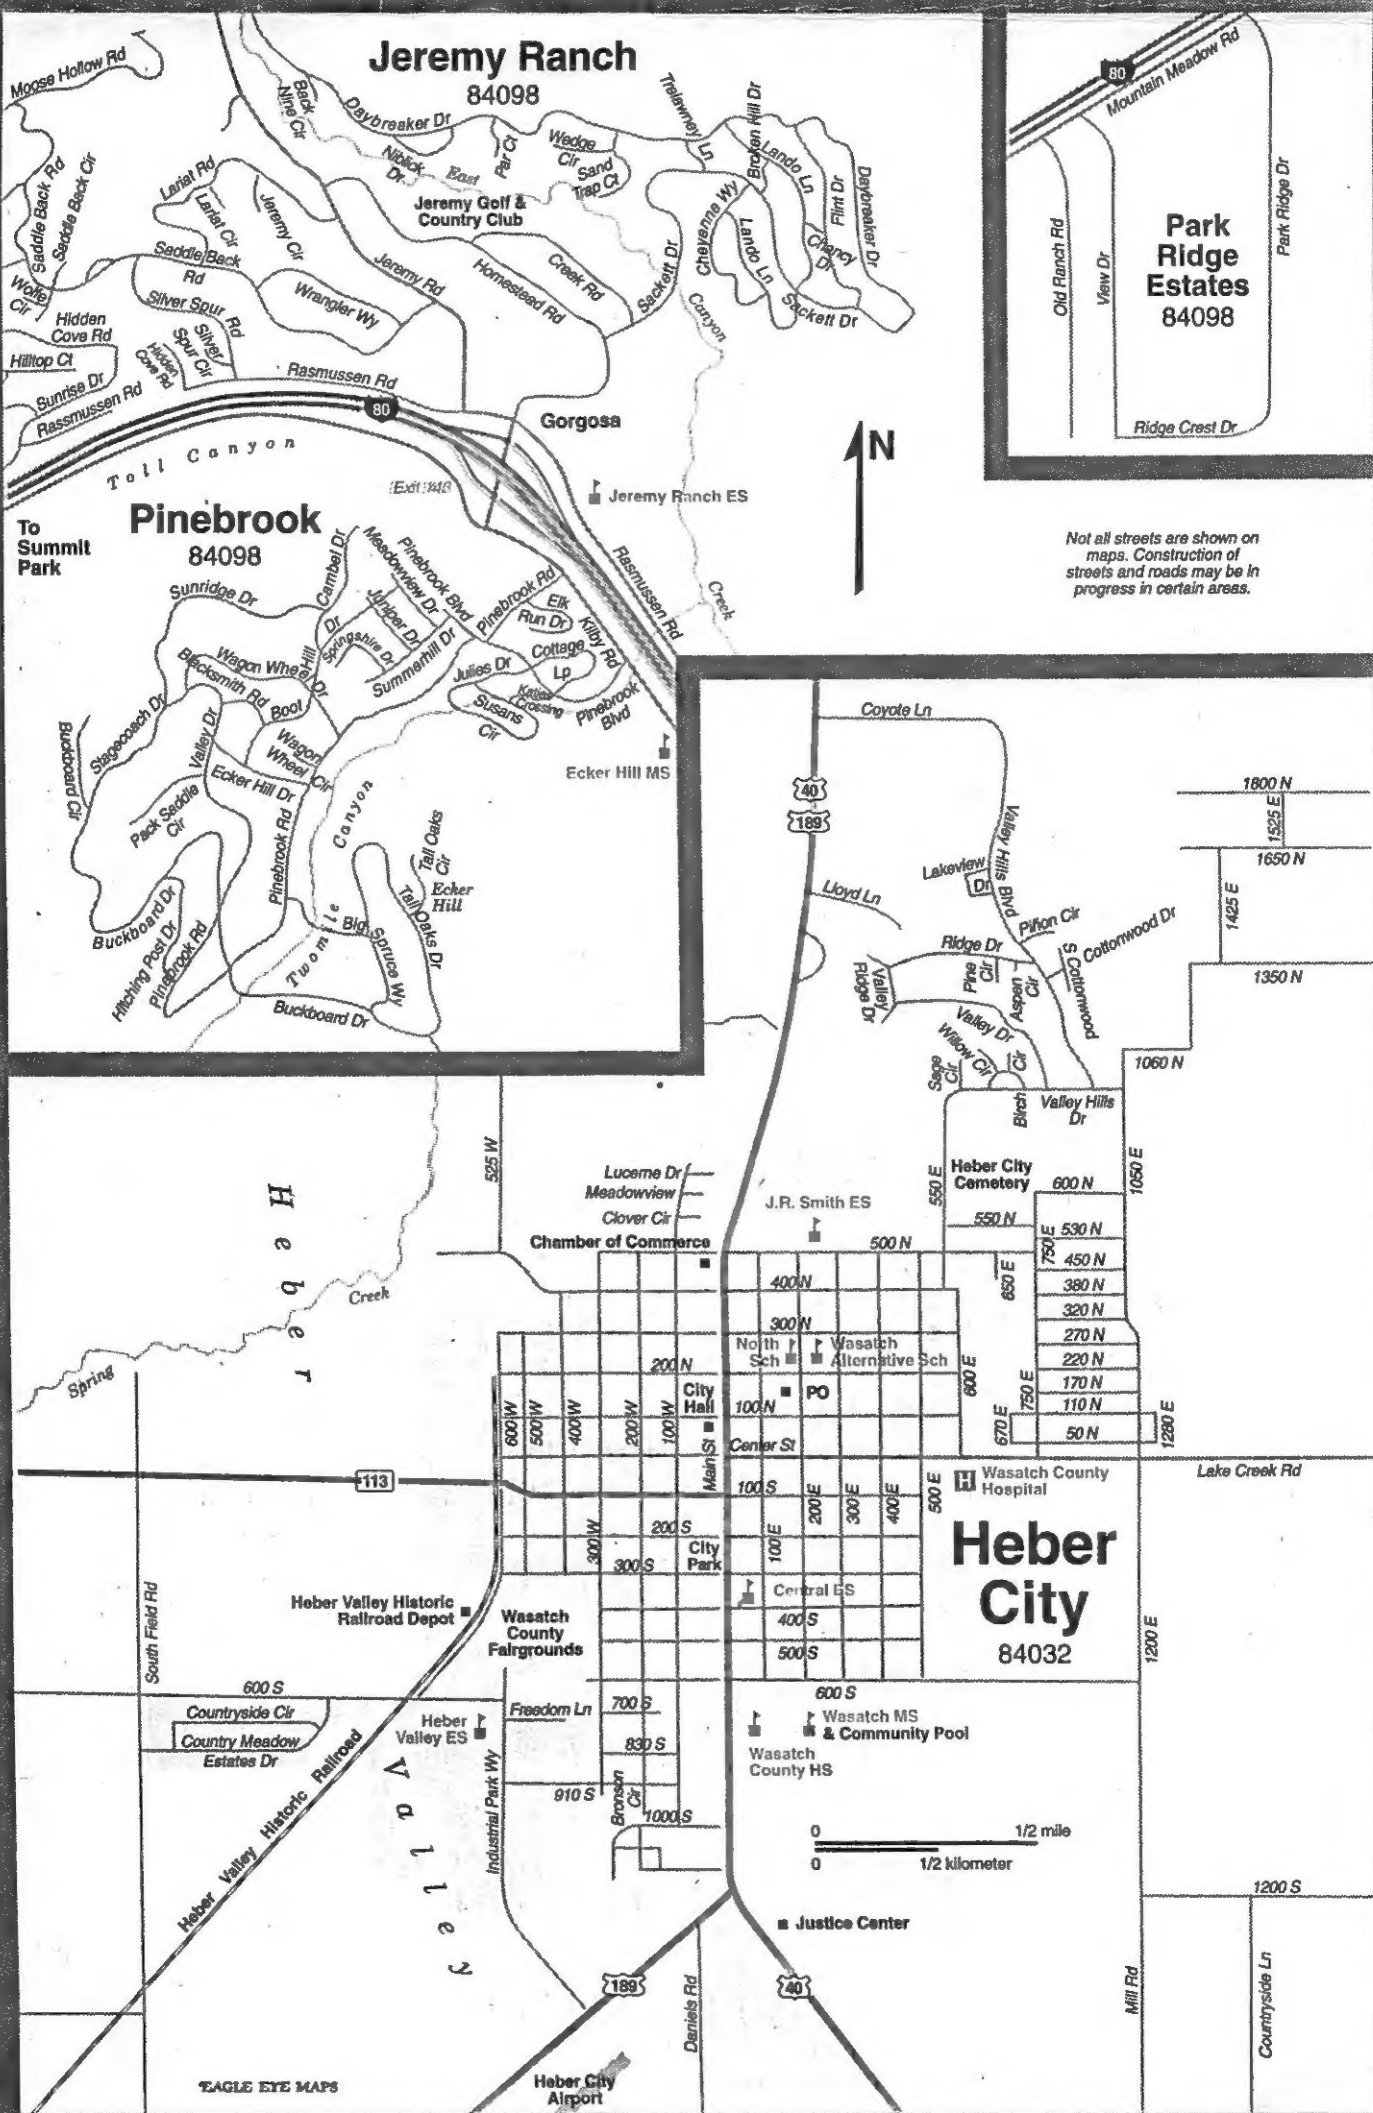 Jeremy Ranch
84098
Moose Hollow Rd
Back
Nine Cir
Daybreaker Dr
Niblick
Dr
East
Par Ct
Wedge
Cir
Sand
Trap Ct
Trelawney
Ln
Broken Hill Dr
Lando Ln
Flint Dr
Daybreaker Dr
Chancy
Dr
Cheyenne Wy
Lando Ln
Sackett Dr
Sackett Dr
Canyon
Creek
Jeremy Golf &
Country Club
Saddle Back Rd
Saddle Back Cir
Lariat Rd
Lariat Cir
Jeremy Cir
Saddle Back
Rd
Wolfe
Cir
Silver Spur Rd
Silver
Spur Cir
Wrangler Wy
Jeremy Rd
Homestead Rd
Creek Rd
Hidden
Cove Rd
Hilltop Ct
Hidden
Cove Rd
Sunrise Dr
Rassmussen Rd
Rasmussen Rd
80
Gorgosa
Toll Canyon
Jeremy Ranch ES
Rasmussen Rd
N
80
Mountain Meadow Rd
Old Ranch Rd
View Dr
Park Ridge Dr
Park
Ridge
Estates
84098
Ridge Crest Dr
Not all streets are shown on
maps. Construction of
streets and roads may be in
progress in certain areas.
To
Summit
Park
Pinebrook
84098
Sunridge Dr
Cambel Dr
Meadowview Dr
Pinebrook Blvd
Juniper Dr
Springshire Dr
Summerhill Dr
Pinebrook Rd
Elk
Run Dr
Kilby Rd
Cottage
Lp
Julies Dr
Katies
Crossing
Susans
Cir
Pinebrook
Blvd
Wagon Wheel Dr
Blacksmith Rd
Boot
Hill
Dr
Stagecoach Dr
Buckboard Cir
Valley Dr
Wagon
Wheel Cir
Ecker Hill Dr
Pack Saddle
Cir
Pinebrook Rd
Canyon
Twomile
Ecker Hill MS
Tall Oaks
Cir
Ecker
Hill
Tall Oaks Dr
Big
Spruce Wy
Buckboard Dr
Hitching Post Dr
Pinebrook Rd
Buckboard Dr
Coyote Ln
40
189
Valley Hills Blvd
Lakeview
Dr
Lloyd Ln
1800 N
1525 E
1650 N
1425 E
1350 N
1060 N
Piñon Cir
Cottonwood Dr
S Cottonwood
Ridge Dr
Pine
Cir
Aspen
Cir
Valley
Ridge Dr
Valley Dr
Willow Cir
Sage
Cir
Birch
Cir
Valley Hills
Dr
525 W
Lucerne Dr
Meadowview
Clover Cir
Chamber of Commerce
J.R. Smith ES
500 N
550 E
Heber City
Cemetery
550 N
600 N
1050 E
750 E
530 N
450 N
380 N
320 N
270 N
220 N
170 N
110 N
50 N
650 E
750 E
670 E
1280 E
600 E
400 N
300 N
North
Sch
Wasatch
Alternative Sch
200 N
City
Hall
100 N
PO
600 W
500 W
400 W
200 W
100 W
Main St
Center St
Lake Creek Rd
Heber
Valley
Spring
Creek
113
100 S
200 E
300 E
400 E
500 E
H
Wasatch County
Hospital
300 W
200 S
City
Park
100 E
300 S
Heber
City
84032
South Field Rd
Heber Valley Historic
Railroad Depot
Wasatch
County
Fairgrounds
Central ES
400 S
500 S
1200 E
600 S
600 S
Countryside Cir
Country Meadow
Estates Dr
Heber
Valley ES
Freedom Ln
700 S
830 S
910 S
Bronson
Cir
1000 S
Industrial Park Wy
Wasatch MS
& Community Pool
Wasatch
County HS
0 1/2 mile
0 1/2 kilometer
Heber Valley Historic Railroad
1200 S
Justice Center
189
40
Daniels Rd
Mill Rd
Countryside Ln
EAGLE EYE MAPS
Heber City
Airport